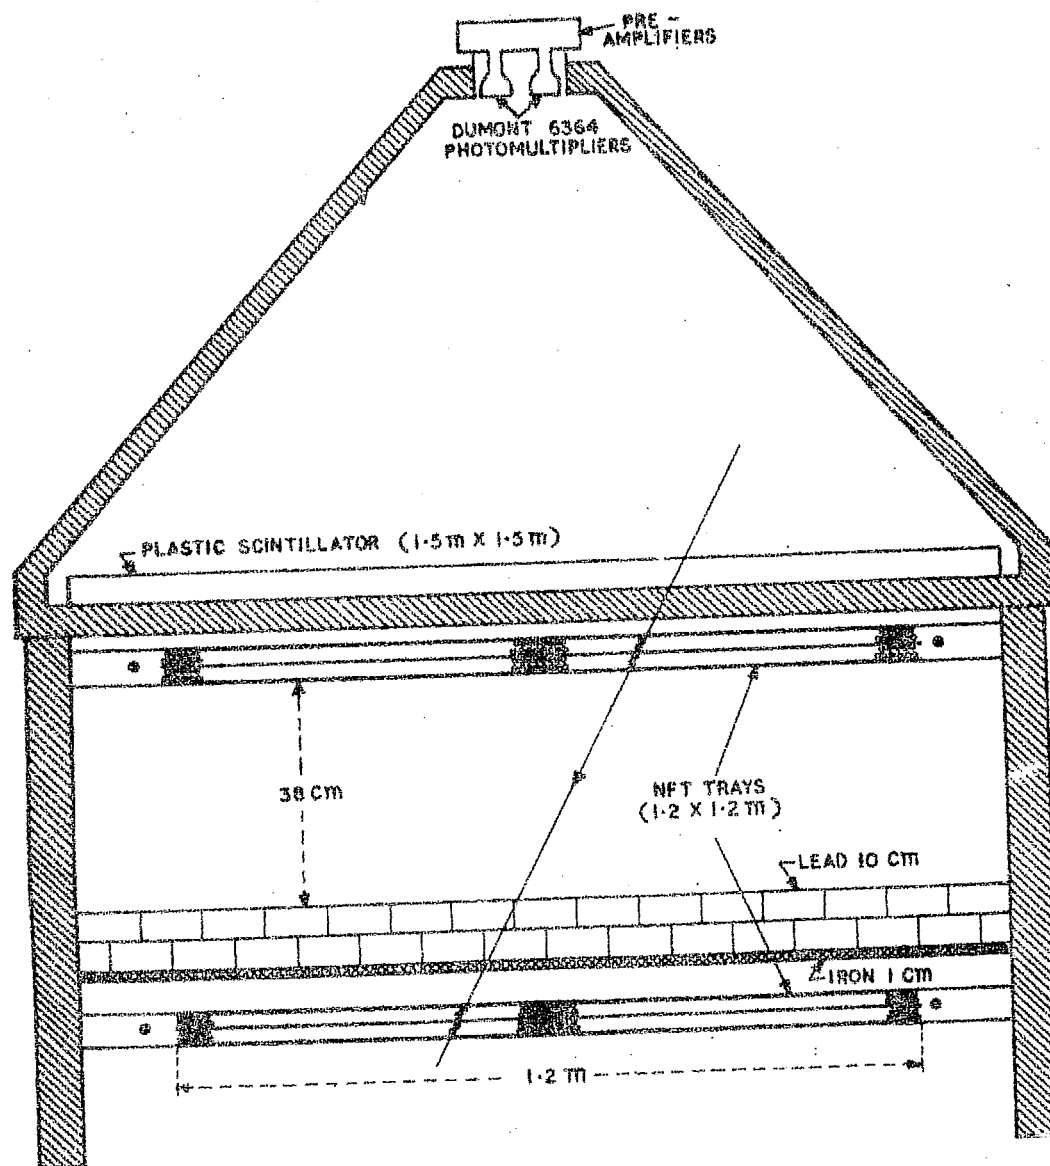 PRE-
AMPLIFIERS
DUMONT 6364
PHOTOMULTIPLIERS
PLASTIC SCINTILLATOR (1·5 m X 1·5 m)
38 Cm
NFT TRAYS
(1·2 X 1·2 m)
LEAD 10 Cm
IRON 1 Cm
1·2 m